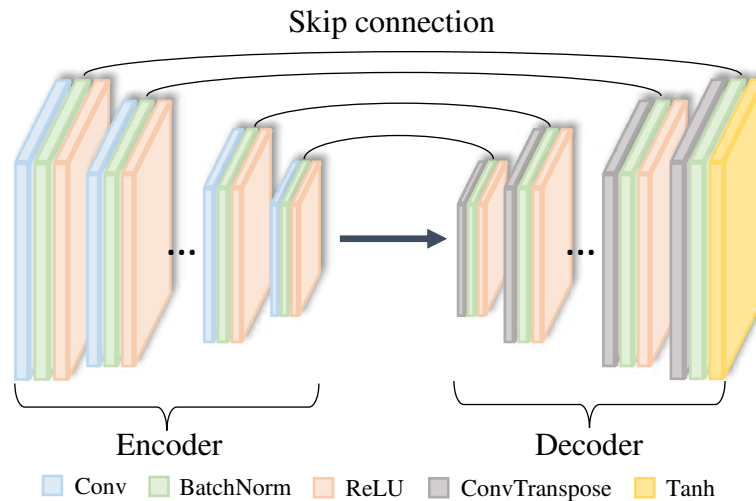 Skip connection
... ...
Encoder Decoder
Conv BatchNorm ReLU ConvTranspose Tanh